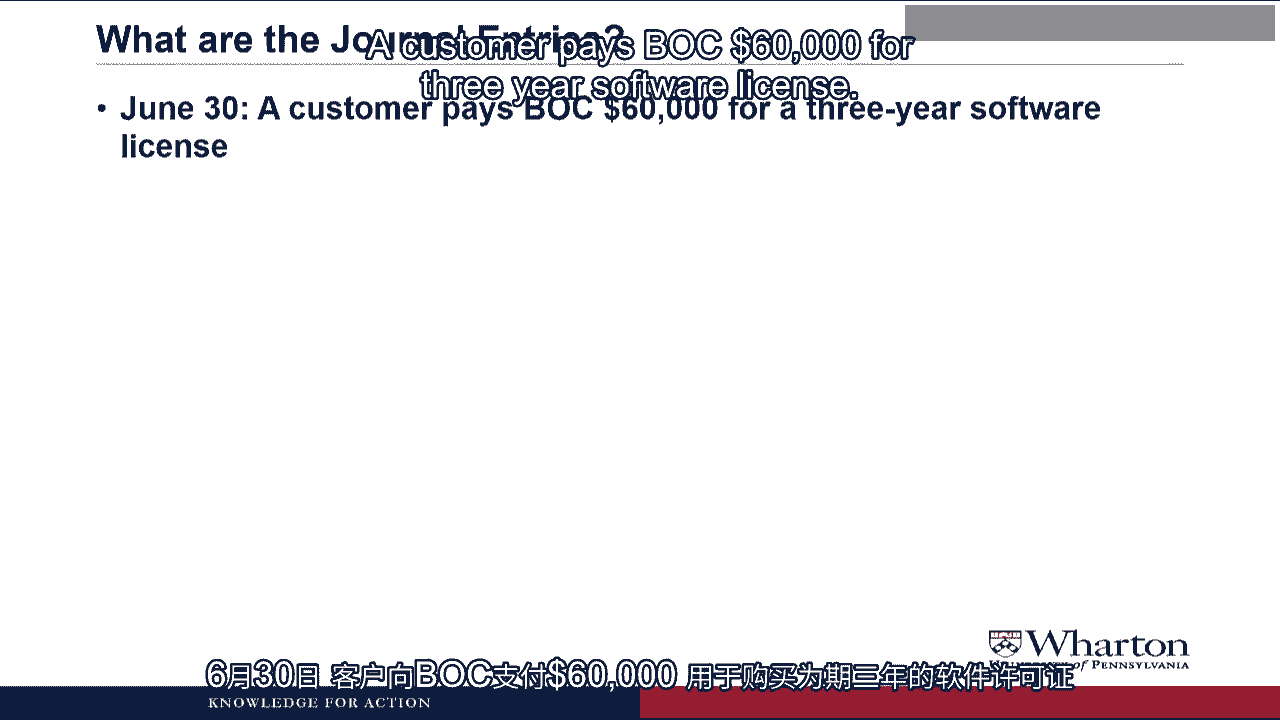 What are the Journal Entries?
A customer pays BOC $60,000 for
three year software license.
• June 30: A customer pays BOC $60,000 for a three-year software
license
Wharton
UNIVERSITY of PENNSYLVANIA
6月30日 客户向BOC支付$60,000 用于购买为期三年的软件许可证
KNOWLEDGE FOR ACTION